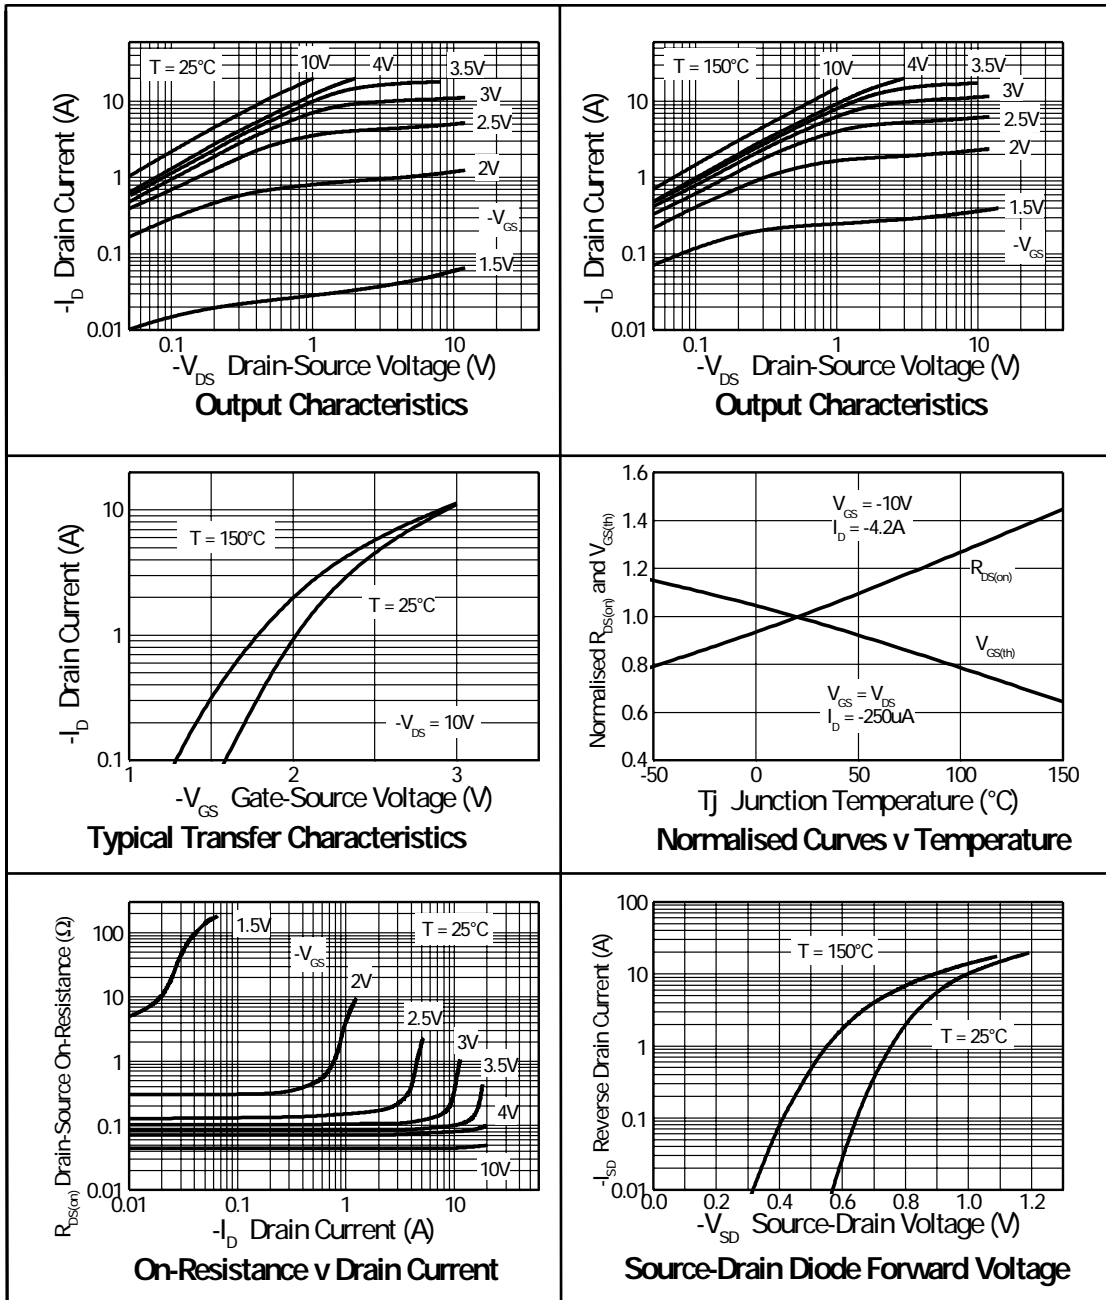 T = 25°C
10V
4V
3.5V
3V
2.5V
2V
-VGS
1.5V
10
1
0.1
0.01
0.1
1
10
-ID Drain Current (A)
-VDS Drain-Source Voltage (V)
Output Characteristics
T = 150°C
10V
4V
3.5V
3V
2.5V
2V
1.5V
-VGS
10
1
0.1
0.01
0.1
1
10
-ID Drain Current (A)
-VDS Drain-Source Voltage (V)
Output Characteristics
T = 150°C
T = 25°C
-VDS = 10V
10
1
0.1
1
2
3
-ID Drain Current (A)
-VGS Gate-Source Voltage (V)
Typical Transfer Characteristics
1.6
1.4
1.2
1.0
0.8
0.6
0.4
VGS = -10V
ID = -4.2A
RDS(on)
VGS(th)
VGS = VDS
ID = -250uA
-50
0
50
100
150
Normalised RDS(on) and VGS(th)
Tj Junction Temperature (°C)
Normalised Curves v Temperature
1.5V
T = 25°C
-VGS
2V
2.5V
3V
3.5V
4V
10V
100
10
1
0.1
0.01
0.01
0.1
1
10
RDS(on) Drain-Source On-Resistance (Ω)
-ID Drain Current (A)
On-Resistance v Drain Current
100
10
1
0.1
0.01
T = 150°C
T = 25°C
0.0
0.2
0.4
0.6
0.8
1.0
1.2
-ISD Reverse Drain Current (A)
-VSD Source-Drain Voltage (V)
Source-Drain Diode Forward Voltage